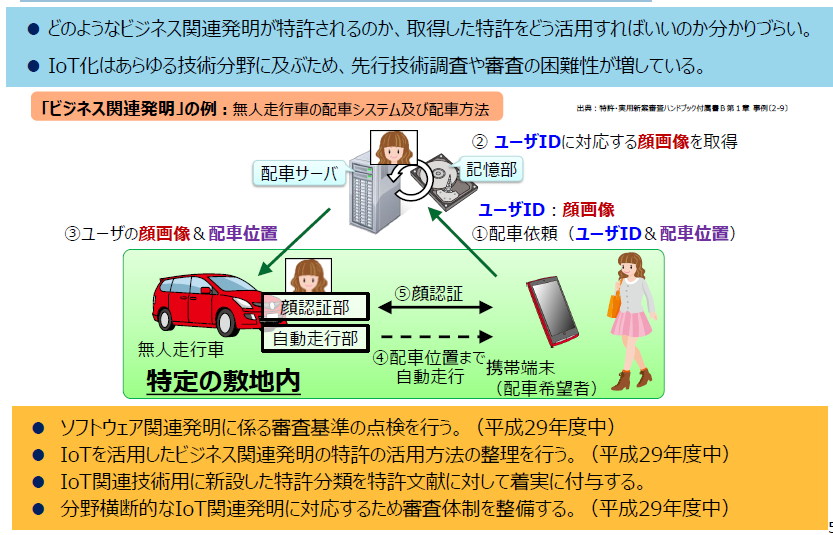 ● どのようなビジネス関連発明が特許されるのか、取得した特許をどう活用すればいいのか分かりづらい。
● IoT化はあらゆる技術分野に及ぶため、先行技術調査や審査の困難性が増している。
「ビジネス関連発明」の例：無人走行車の配車システム及び配車方法
出典：特許・実用新案審査ハンドブック付属書B第1章 事例(2-9)
② ユーザIDに対応する顔画像を取得
配車サーバ
記憶部
ユーザID：顔画像
③ユーザの顔画像＆配車位置
①配車依頼（ユーザID＆配車位置）
顔認証部
⑤顔認証
自動走行部
無人走行車
④配車位置まで
自動走行
携帯端末
（配車希望者）
特定の敷地内
● ソフトウェア関連発明に係る審査基準の点検を行う。（平成29年度中）
● IoTを活用したビジネス関連発明の特許の活用方法の整理を行う。（平成29年度中）
● IoT関連技術用に新設した特許分類を特許文献に対して着実に付与する。
● 分野横断的なIoT関連発明に対応するため審査体制を整備する。（平成29年度中）
5